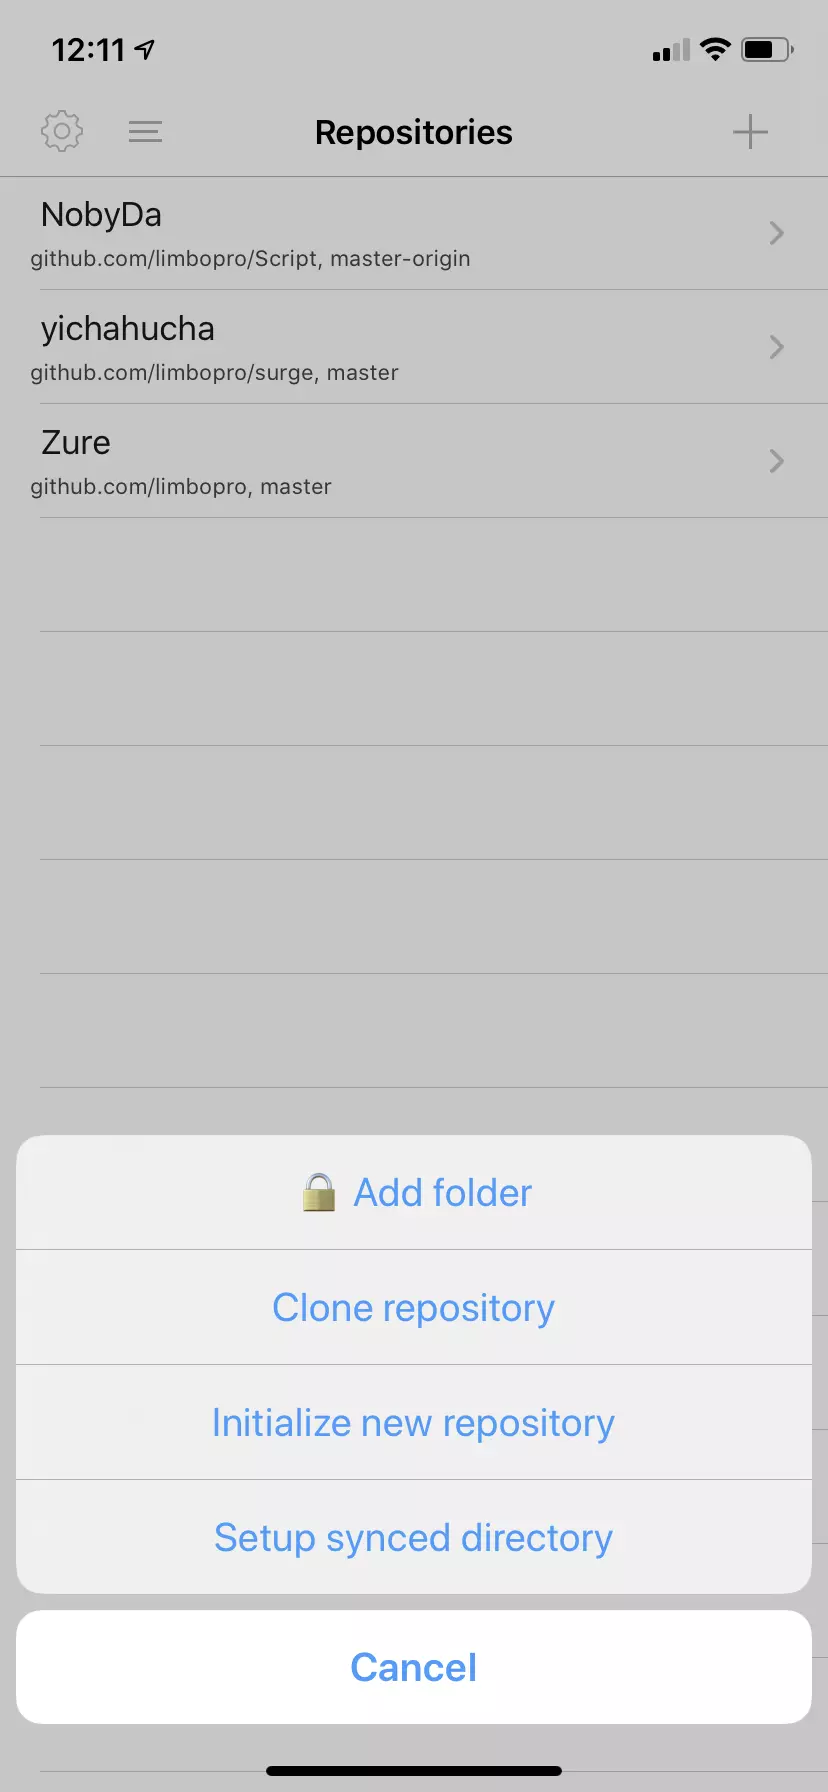 12:11
Repositories
NobyDa
github.com/limbopro/Script, master-origin
yichahucha
github.com/limbopro/surge, master
Zure
github.com/limbopro, master
Add folder
Clone repository
Initialize new repository
Setup synced directory
Cancel